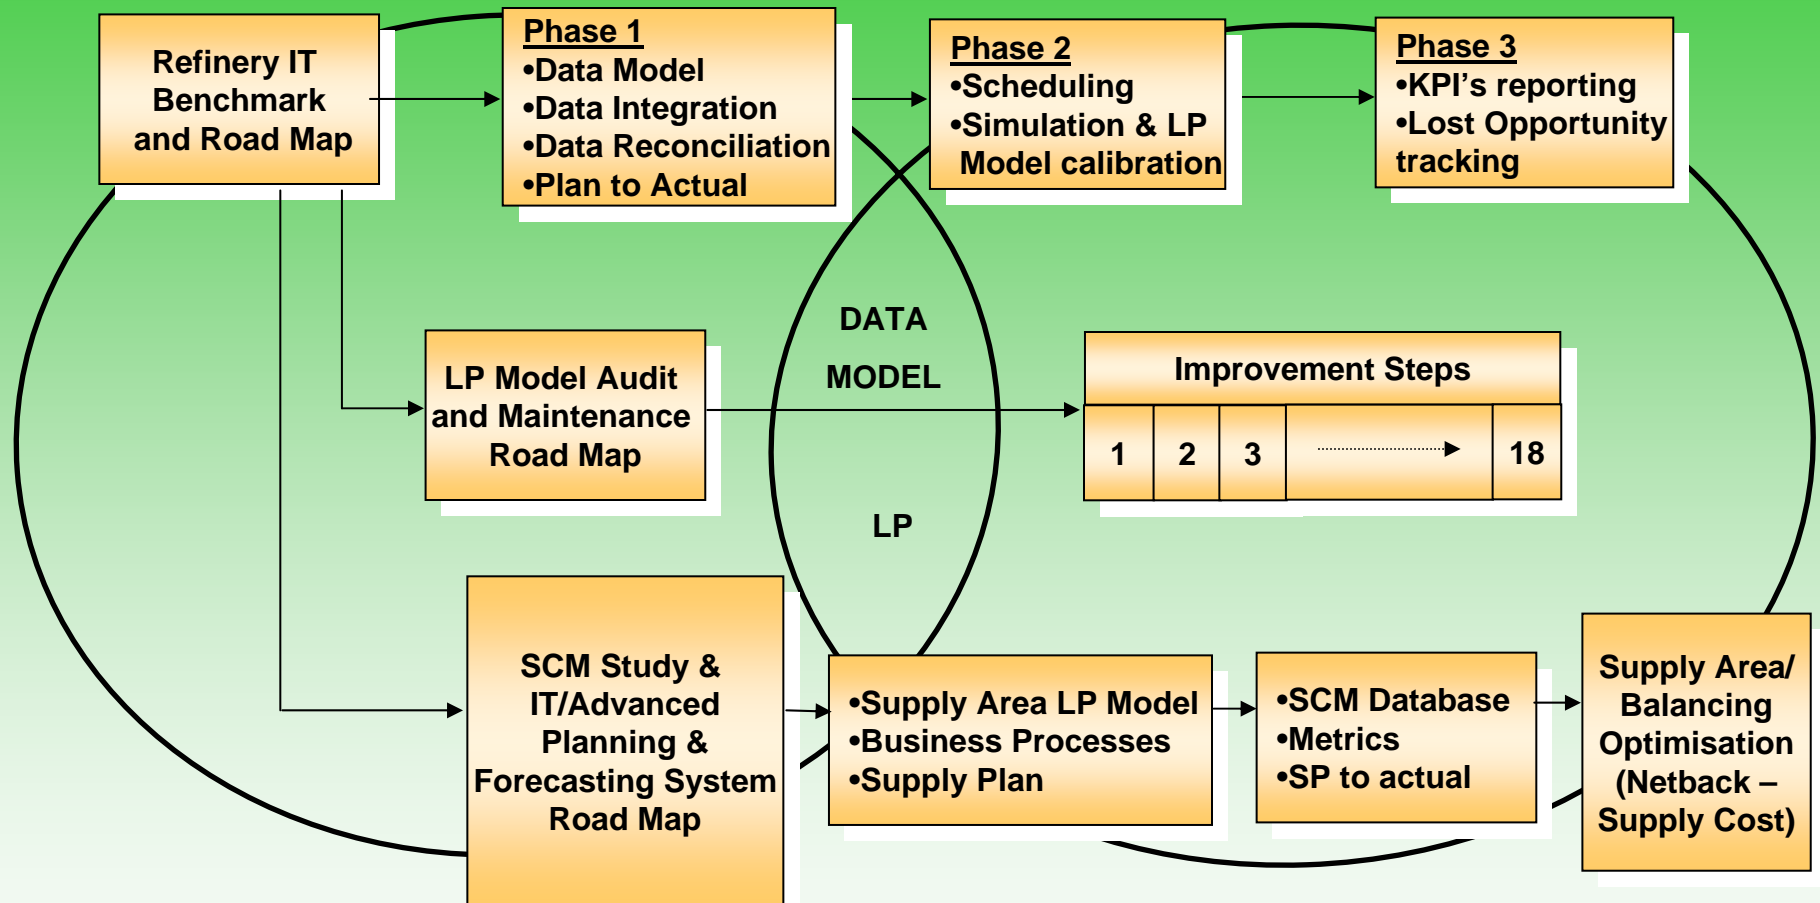 Refinery IT
Benchmark
and Road Map
Phase 1
•Data Model
•Data Integration
•Data Reconciliation
•Plan to Actual
Phase 2
•Scheduling
•Simulation & LP
Model calibration
Phase 3
•KPI's reporting
•Lost Opportunity
tracking
LP Model Audit
and Maintenance
Road Map
DATA
MODEL
LP
Improvement Steps
1 2 3 18
SCM Study &
IT/Advanced
Planning &
Forecasting System
Road Map
•Supply Area LP Model
•Business Processes
•Supply Plan
•SCM Database
•Metrics
•SP to actual
Supply Area/
Balancing
Optimisation
(Netback –
Supply Cost)